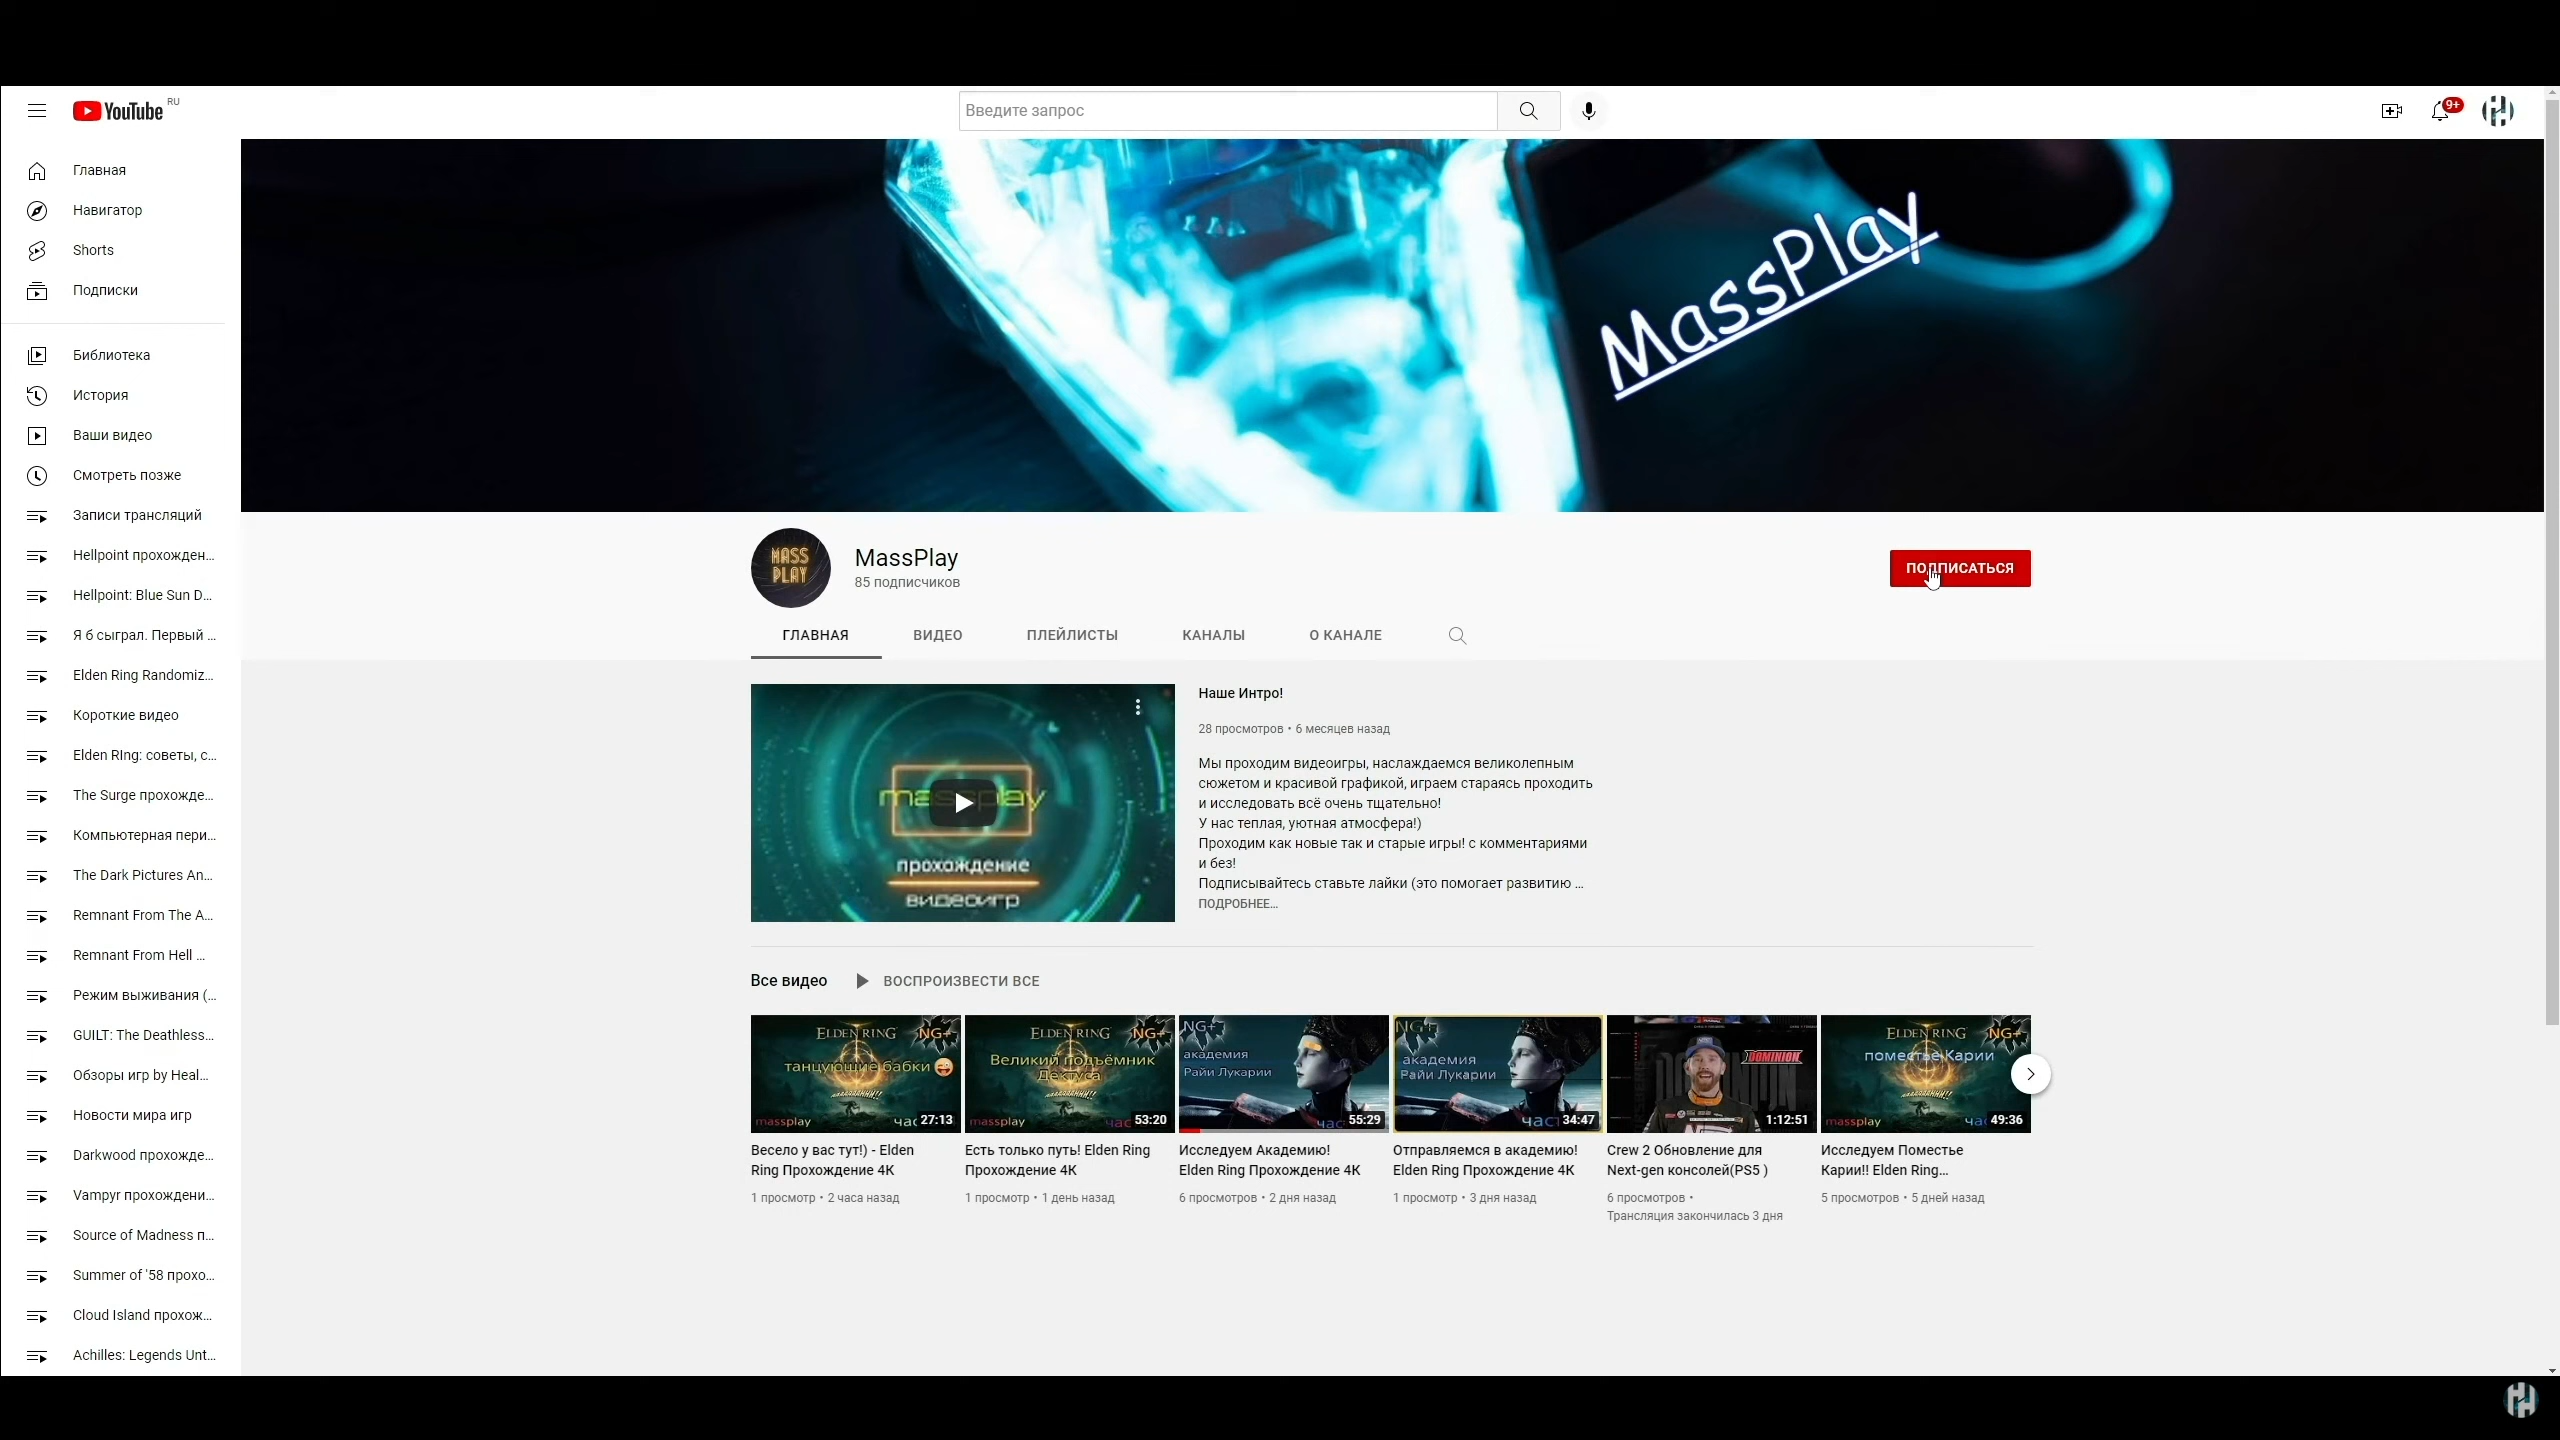 YouTube RU
Введите запрос
9+
Главная
Навигатор
Shorts
Подписки
Библиотека
История
Ваши видео
Смотреть позже
Записи трансляций
Hellpoint прохожден...
Hellpoint: Blue Sun D...
Я б сыграл. Первый ...
Elden Ring Randomiz...
Короткие видео
Elden RIng: советы, с...
The Surge прохожде...
Компьютерная пери...
The Dark Pictures An...
Remnant From The A...
Remnant From Hell ...
Режим выживания (...
GUILT: The Deathless...
Обзоры игр by Heal...
Новости мира игр
Darkwood прохожде...
Vampyr прохождени...
Source of Madness п...
Summer of '58 прохо...
Cloud Island прохож...
Achilles: Legends Unt...
MassPlay
MASS
PLAY
MassPlay
85 подписчиков
ПОДПИСАТЬСЯ
ГЛАВНАЯ ВИДЕО ПЛЕЙЛИСТЫ КАНАЛЫ О КАНАЛЕ
massplay
прохождение
видеоигр
Наше Интро!
28 просмотров • 6 месяцев назад
Мы проходим видеоигры, наслаждаемся великолепным
сюжетом и красивой графикой, играем стараясь проходить
и исследовать всё очень тщательно!
У нас теплая, уютная атмосфера!)
Проходим как новые так и старые игры! с комментариями
и без!
Подписывайтесь ставьте лайки (это помогает развитию ...
ПОДРОБНЕЕ...
Все видео ВОСПРОИЗВЕСТИ ВСЕ
ELDEN RING NG+
танцующие бабки
massplay час 27:13
Весело у вас тут!) - Elden
Ring Прохождение 4К
1 просмотр • 2 часа назад
ELDEN RING NG+
Великий подъёмник
Дектуса
massplay час 53:20
Есть только путь! Elden Ring
Прохождение 4К
1 просмотр • 1 день назад
NG+
академия
Райи Лукарии
час 55:29
Исследуем Академию!
Elden Ring Прохождение 4К
6 просмотров • 2 дня назад
NG+
академия
Райи Лукарии
част 34:47
Отправляемся в академию!
Elden Ring Прохождение 4К
1 просмотр • 3 дня назад
DOMINION
1:12:51
Crew 2 Обновление для
Next-gen консолей(PS5 )
6 просмотров •
Трансляция закончилась 3 дня
ELDEN RING NG+
поместье Карии
massplay час 49:36
Исследуем Поместье
Карии!! Elden Ring...
5 просмотров • 5 дней назад